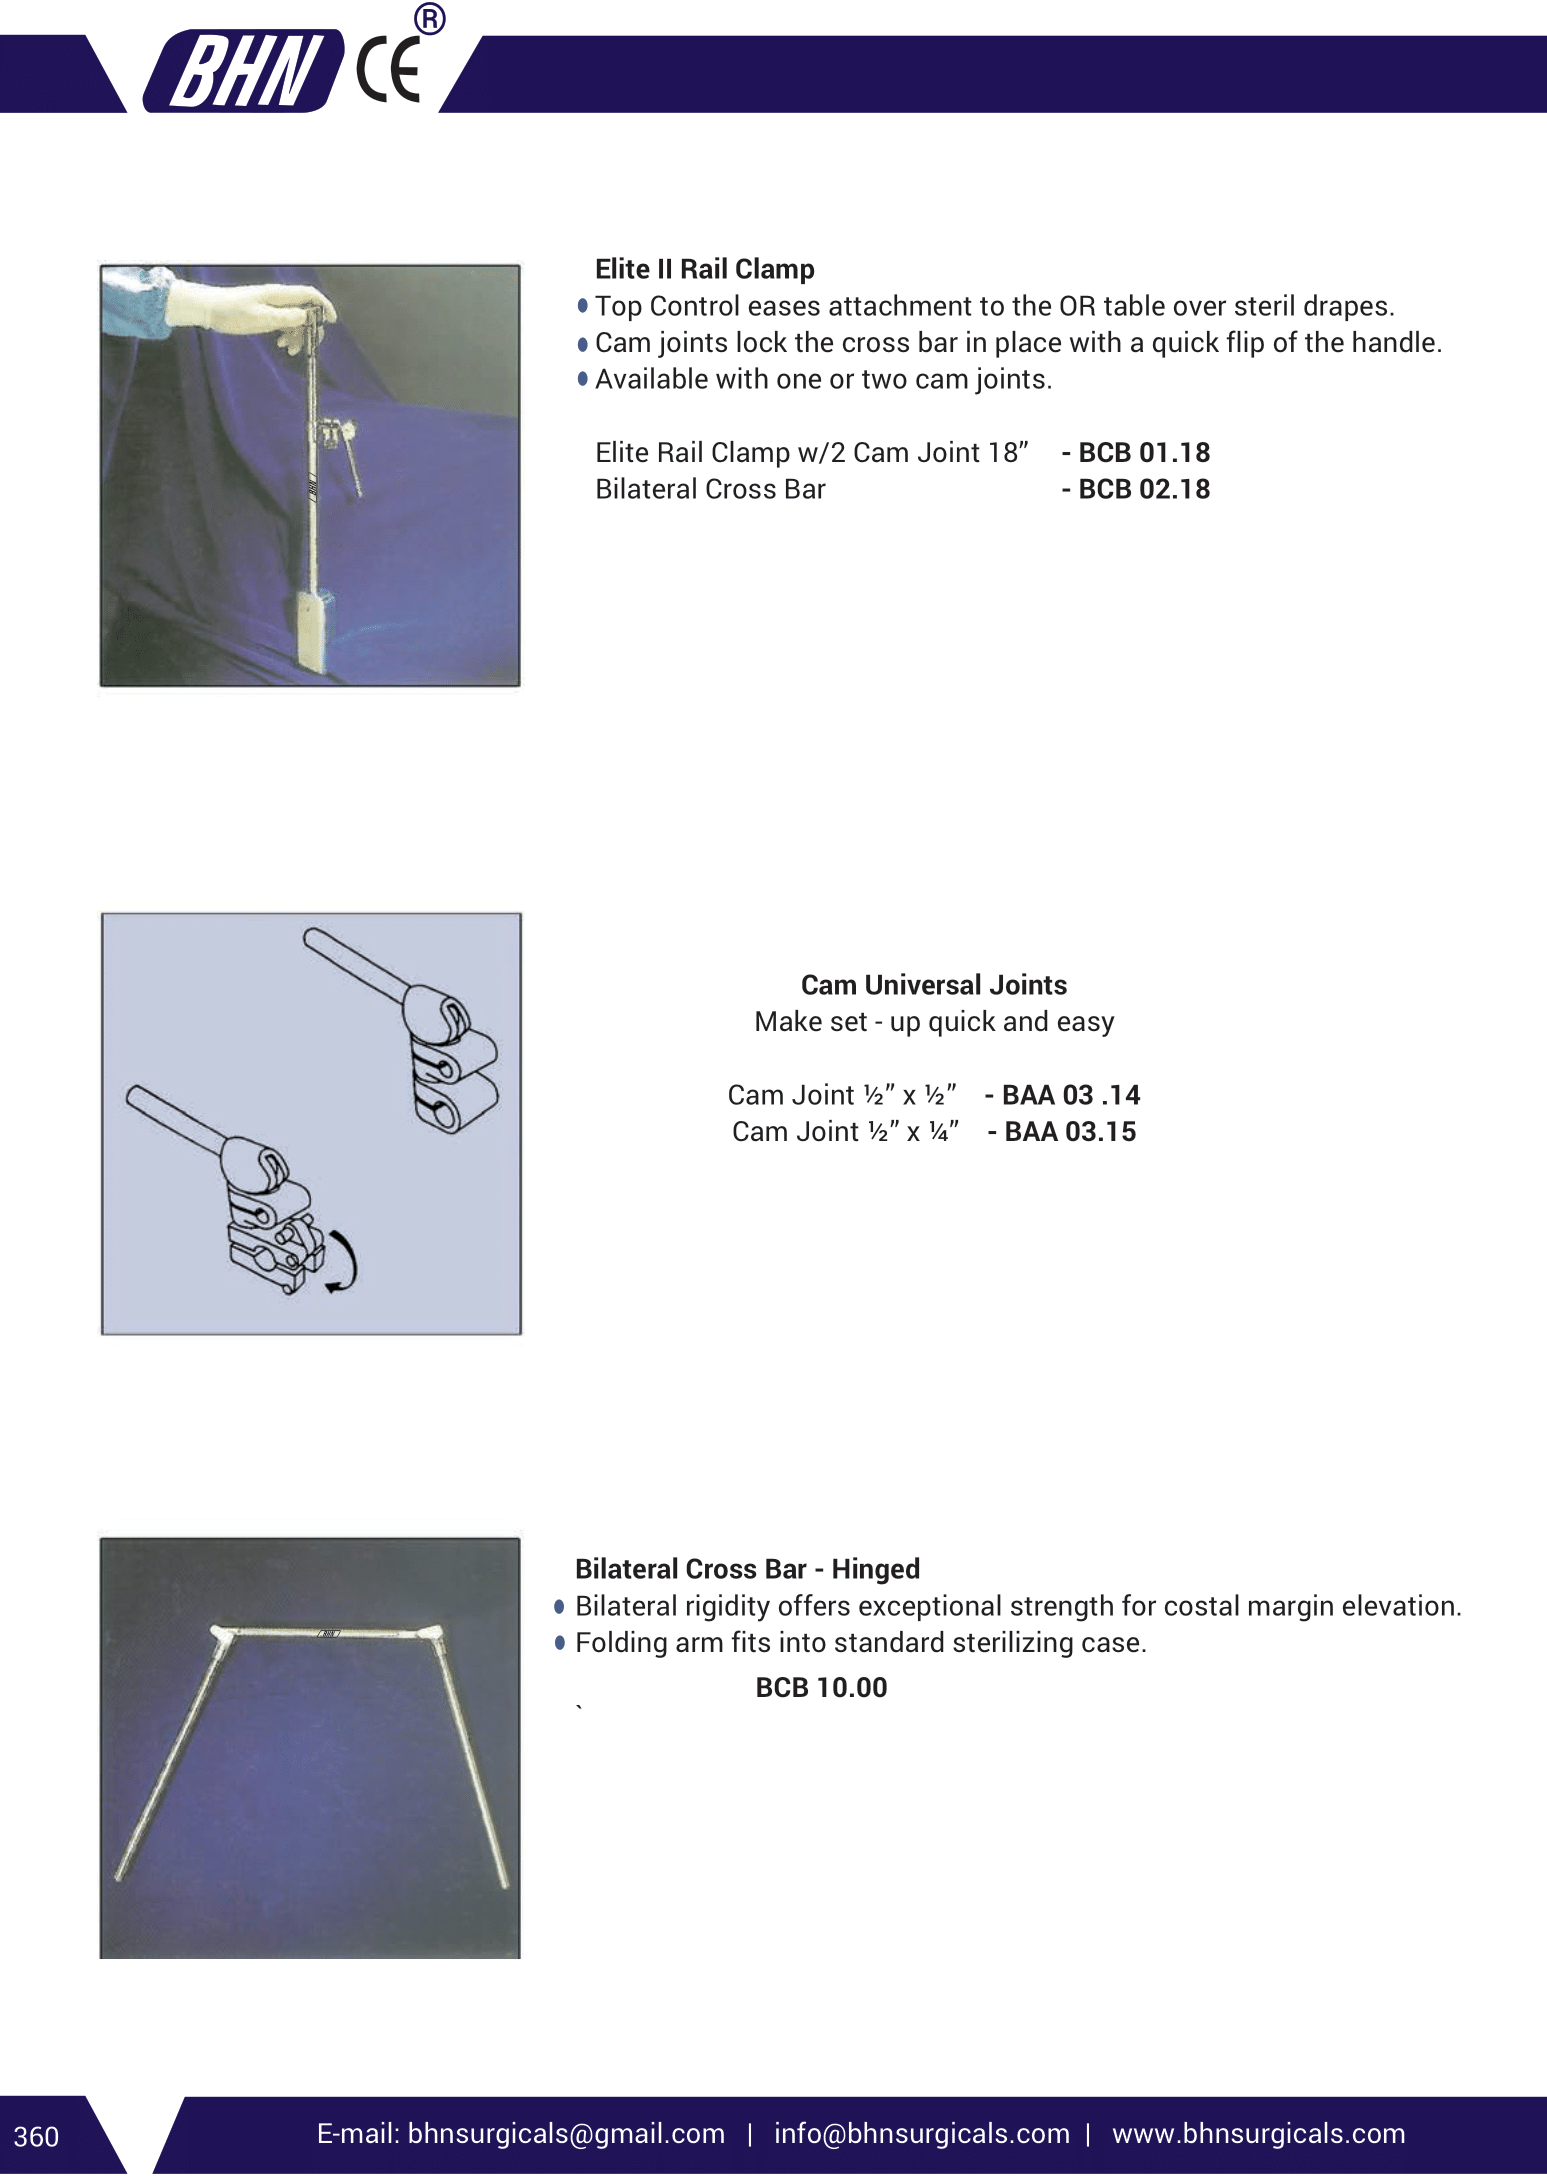 BHN CE ®
Elite II Rail Clamp
Top Control eases attachment to the OR table over steril drapes.
Cam joints lock the cross bar in place with a quick flip of the handle.
Available with one or two cam joints.
Elite Rail Clamp w/2 Cam Joint 18” - BCB 01.18
Bilateral Cross Bar - BCB 02.18
BHN
Cam Universal Joints
Make set - up quick and easy
Cam Joint ½” x ½” - BAA 03 .14
Cam Joint ½” x ¼” - BAA 03.15
Bilateral Cross Bar - Hinged
Bilateral rigidity offers exceptional strength for costal margin elevation.
Folding arm fits into standard sterilizing case.
BCB 10.00
`
BHN
360
E-mail: bhnsurgicals@gmail.com | info@bhnsurgicals.com | www.bhnsurgicals.com